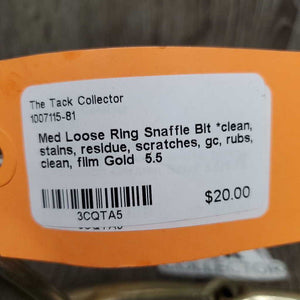 The Tack Collector
1007115-81
Med Loose Ring Snaffle Bit *clean,
stains, residue, scratches, gc, rubs,
clean, film Gold 5.5
$20.00
3CQTA5